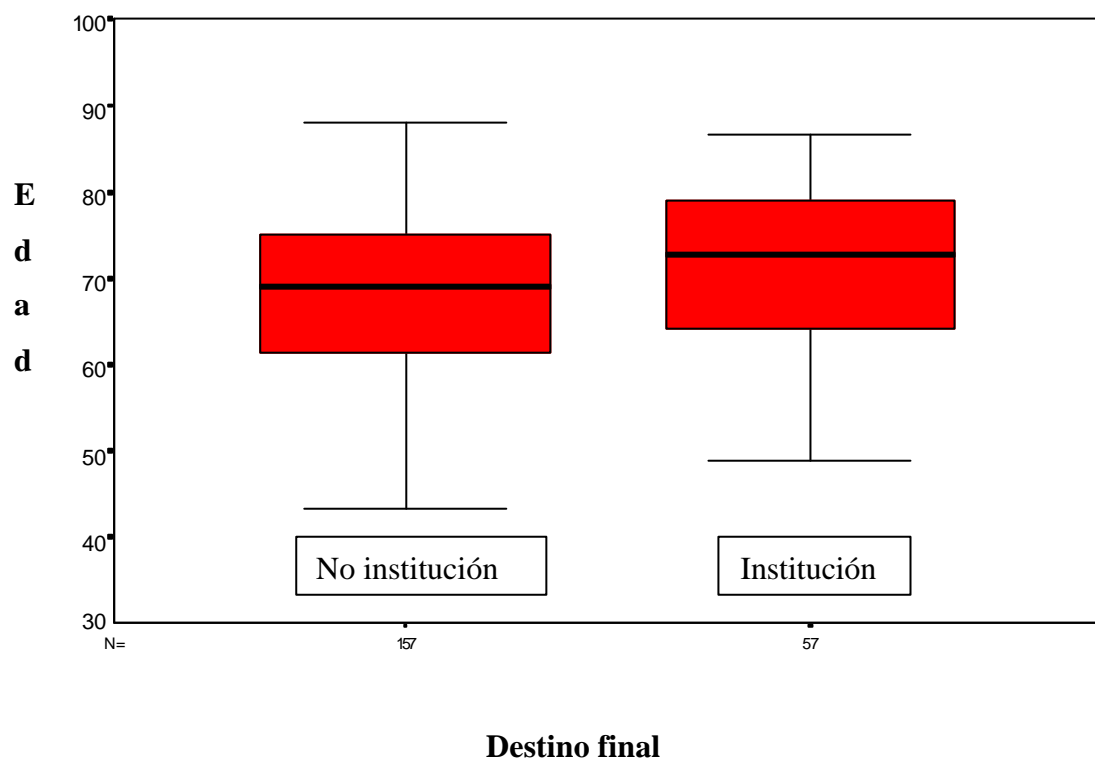 100
90
80
70
60
50
40
30
E
d
a
d
No institución
Institución
N=
157
57
Destino final